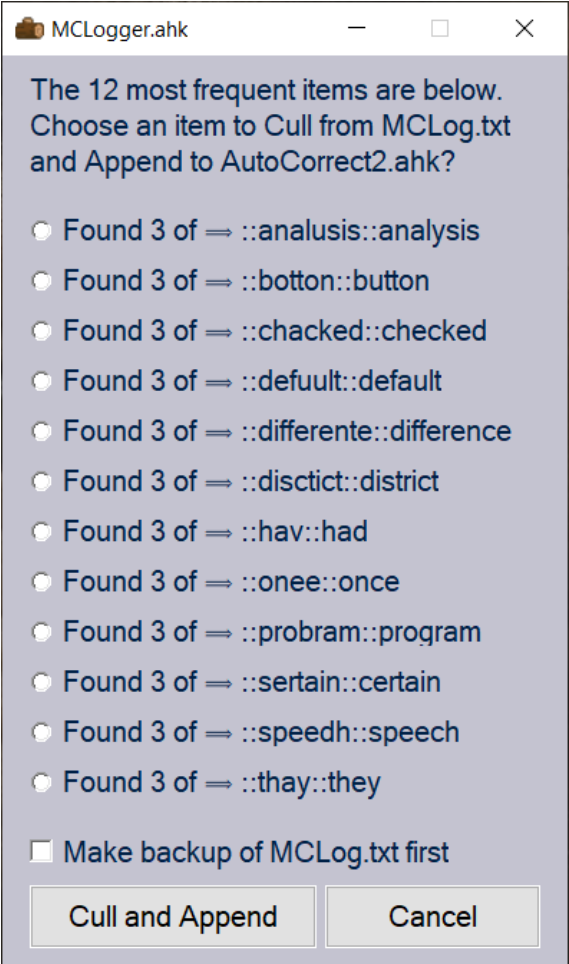 MCLogger.ahk
The 12 most frequent items are below.
Choose an item to Cull from MCLog.txt
and Append to AutoCorrect2.ahk?
Found 3 of ⟹ ::analusis::analysis
Found 3 of ⟹ ::botton::button
Found 3 of ⟹ ::chacked::checked
Found 3 of ⟹ ::defuult::default
Found 3 of ⟹ ::differente::difference
Found 3 of ⟹ ::disctict::district
Found 3 of ⟹ ::hav::had
Found 3 of ⟹ ::onee::once
Found 3 of ⟹ ::probram::program
Found 3 of ⟹ ::sertain::certain
Found 3 of ⟹ ::speedh::speech
Found 3 of ⟹ ::thay::they
Make backup of MCLog.txt first
Cull and Append Cancel